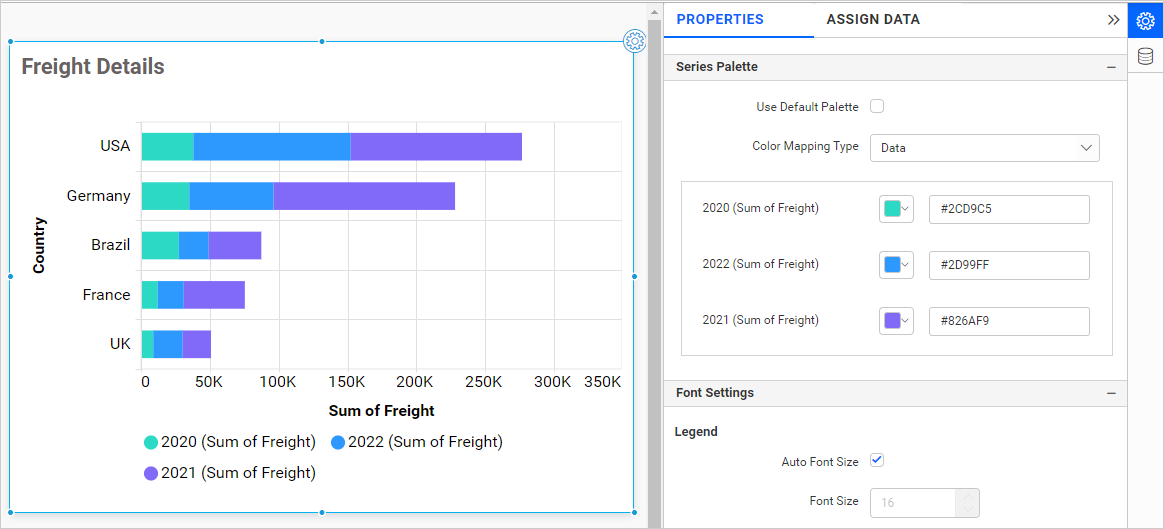 PROPERTIES
ASSIGN DATA
Freight Details
USA
Germany
Brazil
France
UK
Country
0 50K 100K 150K 200K 250K 300K 350K
Sum of Freight
2020 (Sum of Freight) 2022 (Sum of Freight)
2021 (Sum of Freight)
Series Palette
Use Default Palette
Color Mapping Type Data
2020 (Sum of Freight) #2CD9C5
2022 (Sum of Freight) #2D99FF
2021 (Sum of Freight) #826AF9
Font Settings
Legend
Auto Font Size
Font Size 16